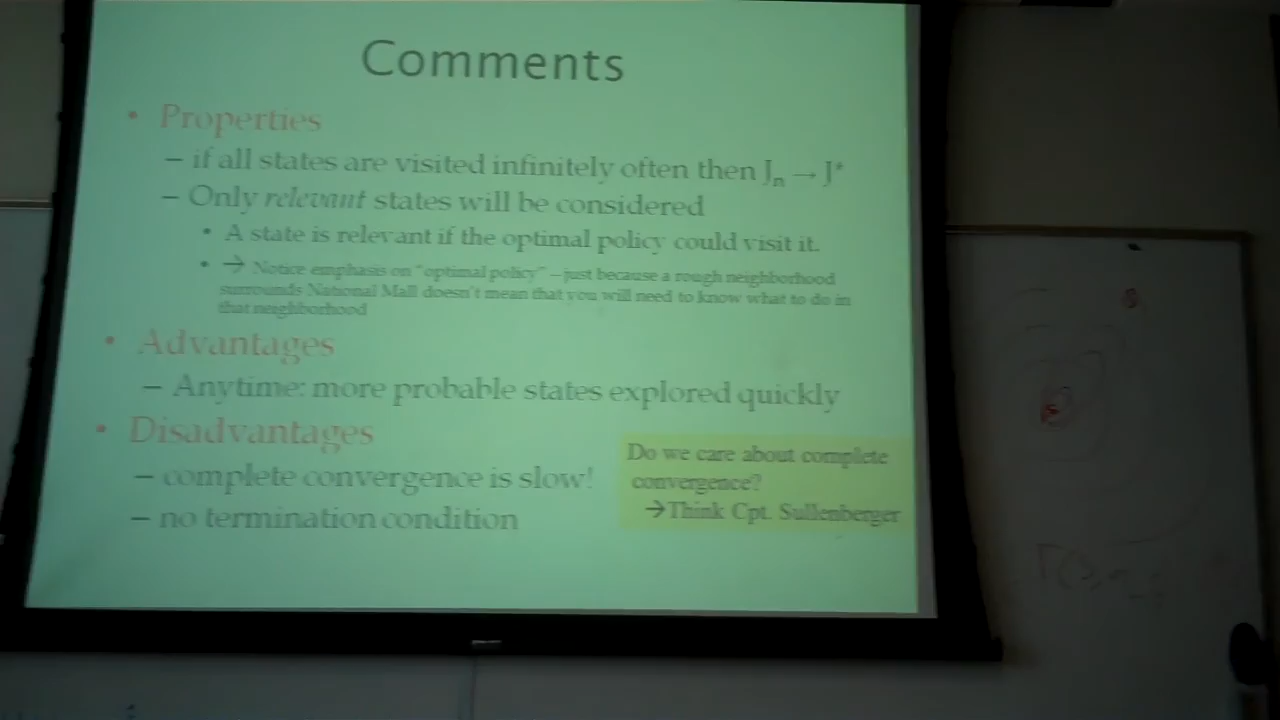 Comments
• Properties
– if all states are visited infinitely often then Jn → J*
– Only relevant states will be considered
• A state is relevant if the optimal policy could visit it.
• → Notice emphasis on "optimal policy" – just because a rough neighborhood
surrounds National Mall doesn't mean that you will need to know what to do in
that neighborhood
• Advantages
– Anytime: more probable states explored quickly
• Disadvantages
– complete convergence is slow!
– no termination condition
Do we care about complete
convergence?
→Think Cpt. Sullenberger